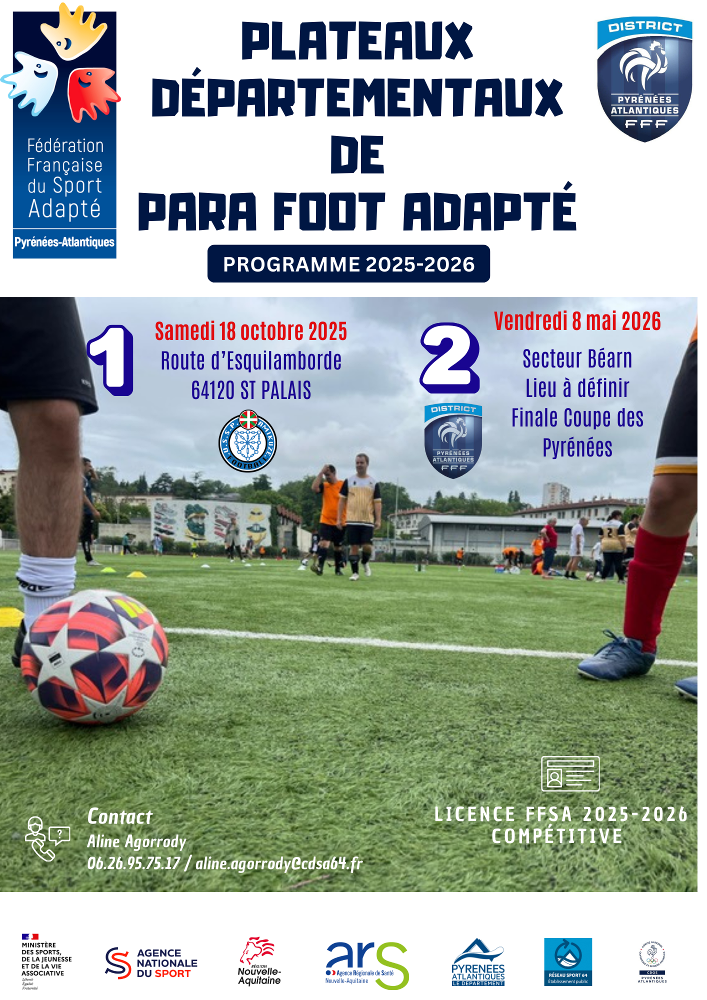 PLATEAUX
DÉPARTEMENTAUX
DE
PARA FOOT ADAPTÉ
PROGRAMME 2025-2026
Fédération
Française
du Sport
Adapté
Pyrénées-Atlantiques
DISTRICT
PYRÉNÉES
ATLANTIQUES
FFF
1
Samedi 18 octobre 2025
Route d'Esquilamborde
64120 ST PALAIS
U.S.S.P. AMIKUZE
FOOTBALL
2
Vendredi 8 mai 2026
Secteur Béarn
Lieu à définir
Finale Coupe des
Pyrénées
DISTRICT
PYRÉNÉES
ATLANTIQUES
FFF
Contact
Aline Agorrody
06.26.95.75.17 / aline.agorrody@cdsa64.fr
?
LICENCE FFSA 2025-2026
COMPÉTITIVE
MINISTÈRE
DES SPORTS,
DE LA JEUNESSE
ET DE LA VIE
ASSOCIATIVE
Liberté
Égalité
Fraternité
AGENCE
NATIONALE
DU SPORT
RÉGION
Nouvelle-
Aquitaine
ars
Agence Régionale de Santé
Nouvelle-Aquitaine
PYRENEES
ATLANTIQUES
LE DEPARTEMENT
RÉSEAU SPORT 64
Établissement public
COMITÉ NATIONAL
OLYMPIQUE ET SPORTIF FRANÇAIS
CDOS
PYRÉNÉES
ATLANTIQUES